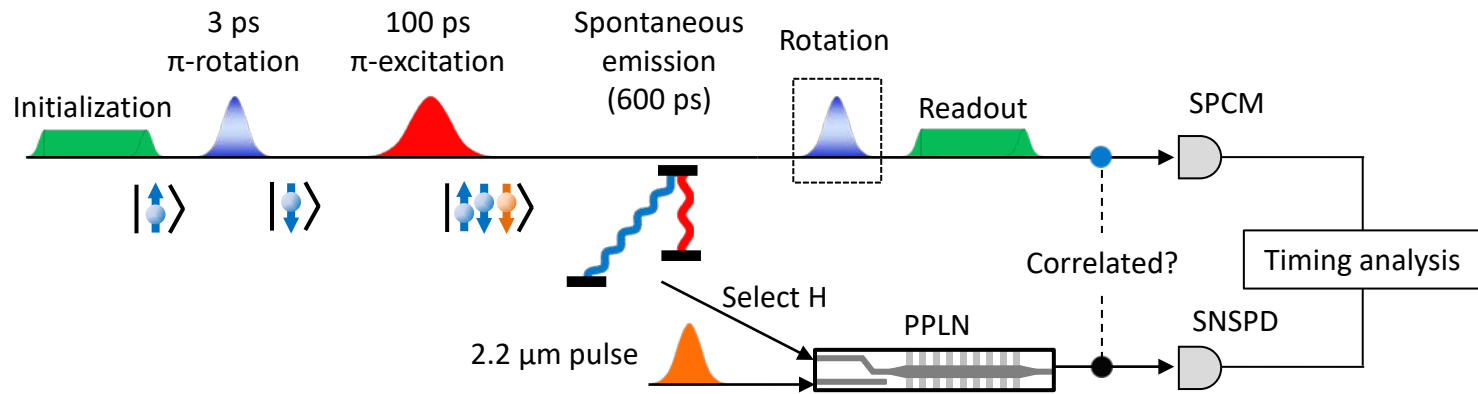 3 ps
π-rotation
100 ps
π-excitation
Spontaneous
emission
(600 ps)
Rotation
Initialization
Readout
SPCM
Correlated?
Timing analysis
Select H
PPLN
SNSPD
2.2 µm pulse